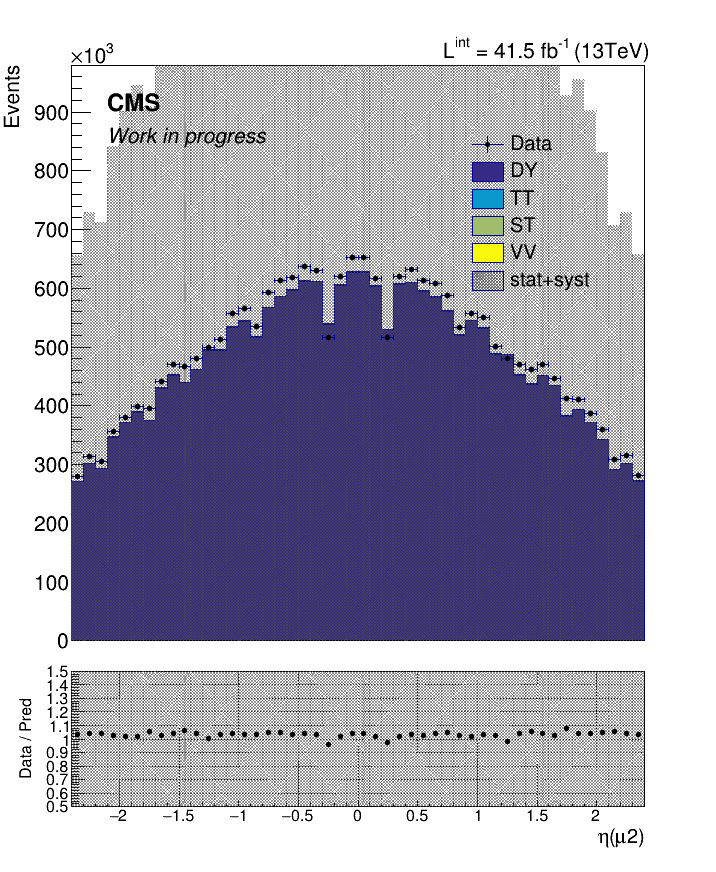 ×10³
L^int = 41.5 fb⁻¹ (13TeV)
Events
CMS
Work in progress
Data
DY
TT
ST
VV
stat+syst
900
800
700
600
500
400
300
200
100
0
Data / Pred
1.5
1.4
1.3
1.2
1.1
1
0.9
0.8
0.7
0.6
0.5
−2 −1.5 −1 −0.5 0 0.5 1 1.5 2
η(μ2)